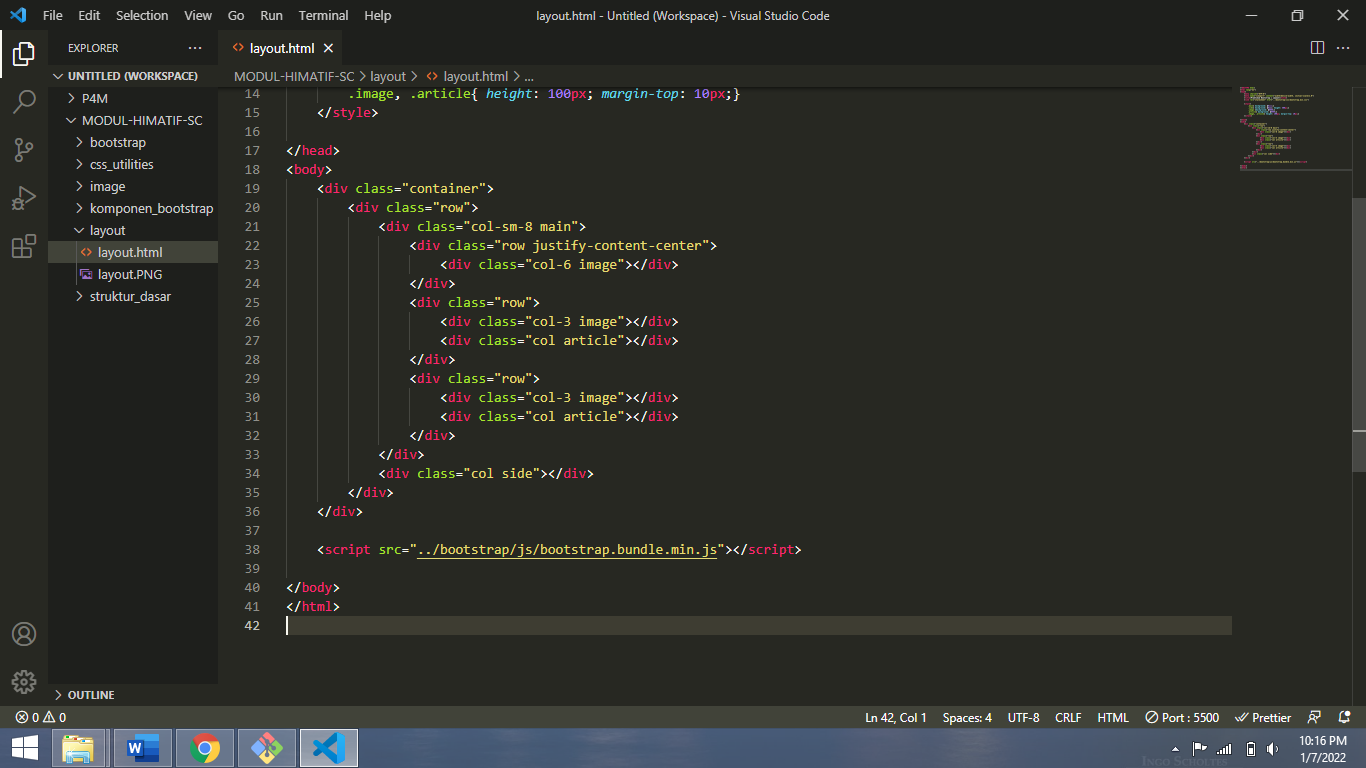 File Edit Selection View Go Run Terminal Help layout.html - Untitled (Workspace) - Visual Studio Code
EXPLORER
layout.html
UNTITLED (WORKSPACE)
MODUL-HIMATIF-SC > layout > layout.html > ...
P4M
MODUL-HIMATIF-SC
bootstrap
css_utilities
image
komponen_bootstrap
layout
layout.html
layout.PNG
struktur_dasar
OUTLINE
14 .image, .article{ height: 100px; margin-top: 10px;}
15 </style>
16
17 </head>
18 <body>
19 <div class="container">
20 <div class="row">
21 <div class="col-sm-8 main">
22 <div class="row justify-content-center">
23 <div class="col-6 image"></div>
24 </div>
25 <div class="row">
26 <div class="col-3 image"></div>
27 <div class="col article"></div>
28 </div>
29 <div class="row">
30 <div class="col-3 image"></div>
31 <div class="col article"></div>
32 </div>
33 </div>
34 <div class="col side"></div>
35 </div>
36 </div>
37
38 <script src="../bootstrap/js/bootstrap.bundle.min.js"></script>
39
40 </body>
41 </html>
42
0 0 Ln 42, Col 1 Spaces: 4 UTF-8 CRLF HTML Port : 5500 Prettier
10:16 PM
1/7/2022